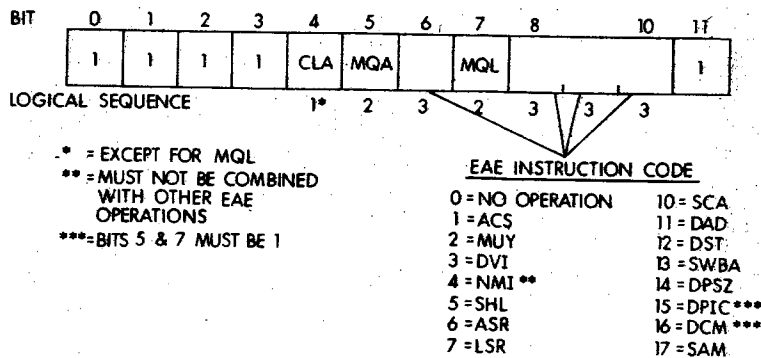 BIT 0 1 2 3 4 5 6 7 8 10 11
1 1 1 1 CLA MQA MQL 1
LOGICAL SEQUENCE 1* 2 3 2 3 3 3
* = EXCEPT FOR MQL
** = MUST NOT BE COMBINED
WITH OTHER EAE
OPERATIONS
***=BITS 5 & 7 MUST BE 1
EAE INSTRUCTION CODE
0=NO OPERATION 10=SCA
1=ACS 11=DAD
2=MUY 12=DST
3=DVI 13=SWBA
4=NMI ** 14=DPSZ
5=SHL 15=DPIC***
6=ASR 16=DCM***
7=LSR 17=SAM